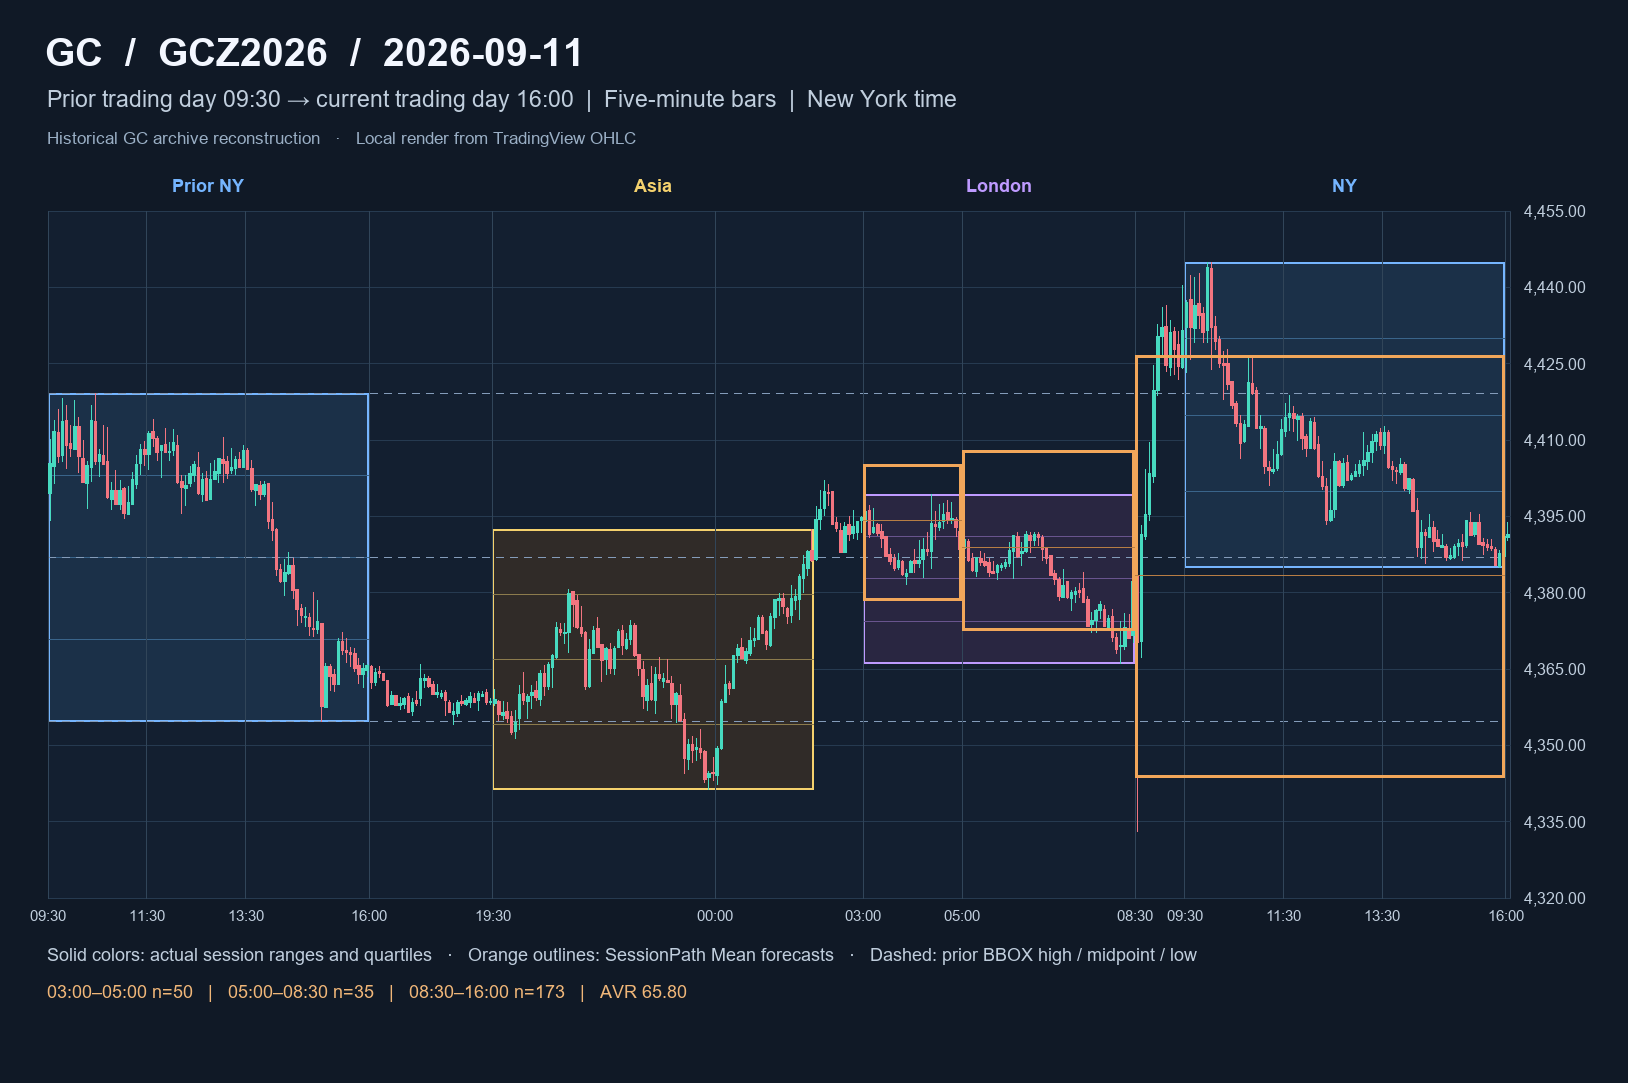 GC / GCZ2026 / 2026-09-11
Prior trading day 09:30 → current trading day 16:00 | Five-minute bars | New York time
Historical GC archive reconstruction · Local render from TradingView OHLC
Prior NY Asia London NY
4,455.00
4,440.00
4,425.00
4,410.00
4,395.00
4,380.00
4,365.00
4,350.00
4,335.00
4,320.00
09:30 11:30 13:30 16:00 19:30 00:00 03:00 05:00 08:30 09:30 11:30 13:30 16:00
Solid colors: actual session ranges and quartiles · Orange outlines: SessionPath Mean forecasts · Dashed: prior BBOX high / midpoint / low
03:00–05:00 n=50 | 05:00–08:30 n=35 | 08:30–16:00 n=173 | AVR 65.80